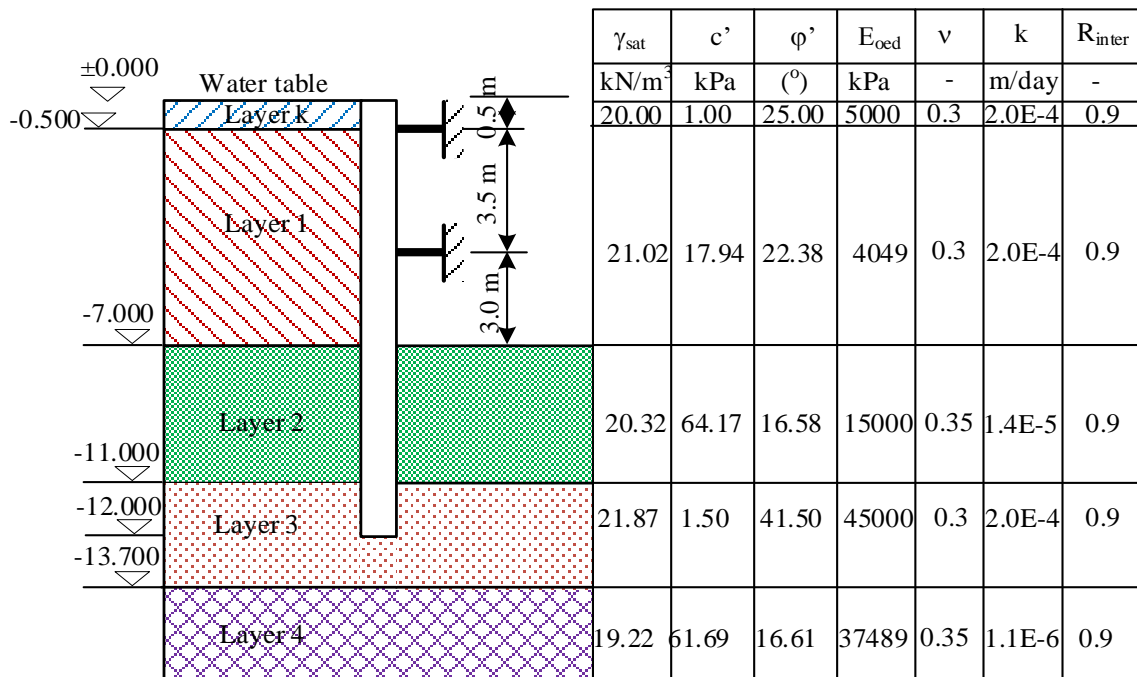 γsat c’ φ’ Eoed ν k Rinter
kN/m³ kPa (°) kPa - m/day -
±0.000
Water table
-0.500
Layer k
0.5 m
20.00 1.00 25.00 5000 0.3 2.0E-4 0.9
3.5 m
Layer 1
21.02 17.94 22.38 4049 0.3 2.0E-4 0.9
3.0 m
-7.000
Layer 2
20.32 64.17 16.58 15000 0.35 1.4E-5 0.9
-11.000
-12.000
Layer 3
21.87 1.50 41.50 45000 0.3 2.0E-4 0.9
-13.700
Layer 4
19.22 61.69 16.61 37489 0.35 1.1E-6 0.9